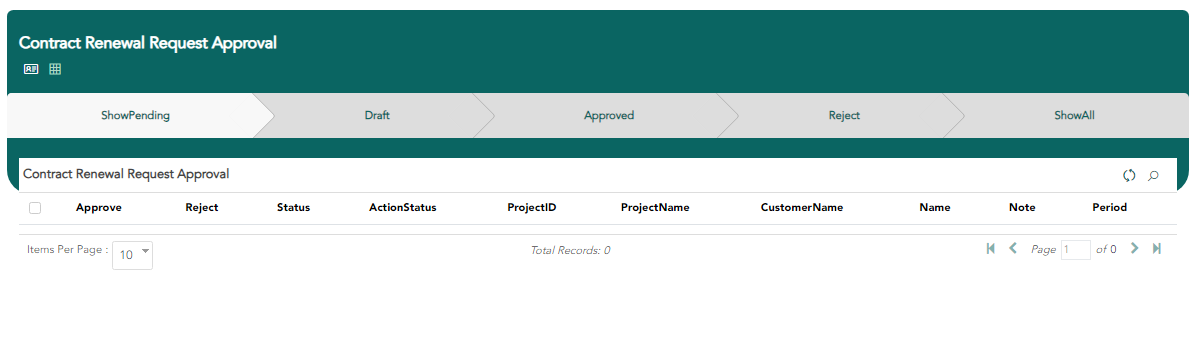 Contract Renewal Request Approval
ShowPending Draft Approved Reject ShowAll
Contract Renewal Request Approval
Approve Reject Status ActionStatus ProjectID ProjectName CustomerName Name Note Period
Items Per Page : 10 Total Records: 0 Page 1 of 0